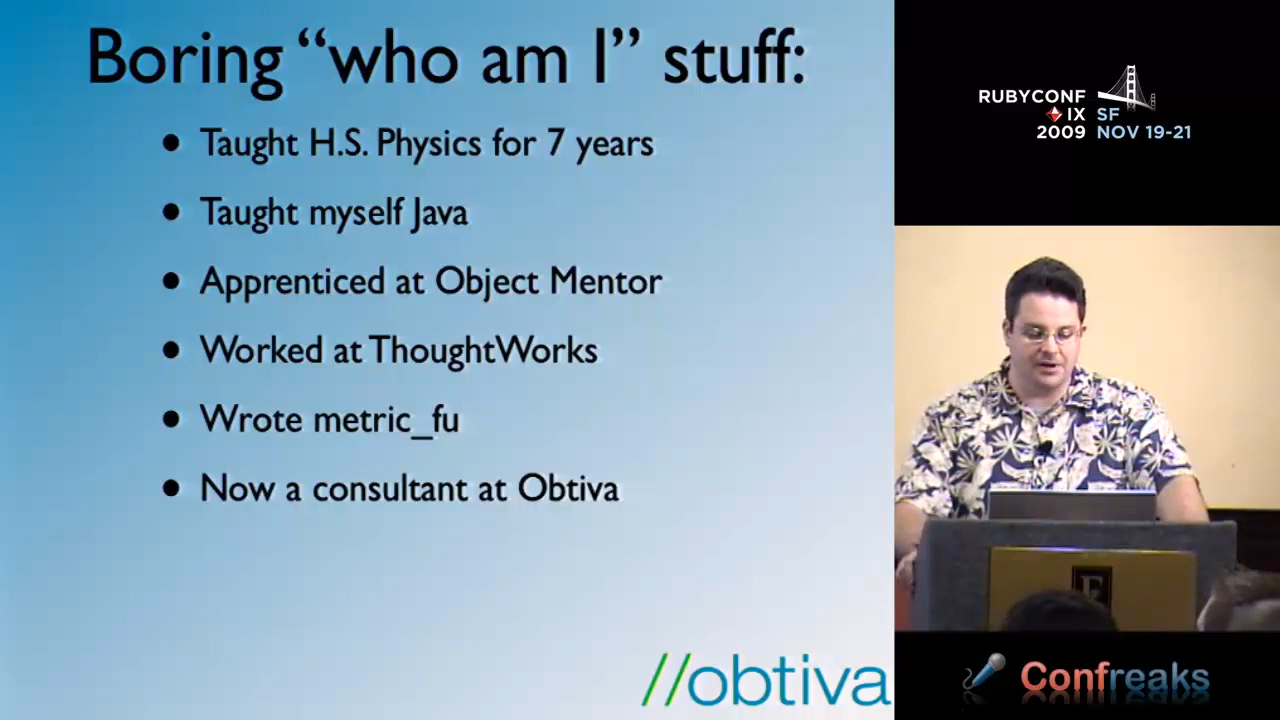 Boring “who am I” stuff:
• Taught H.S. Physics for 7 years
• Taught myself Java
• Apprenticed at Object Mentor
• Worked at ThoughtWorks
• Wrote metric_fu
• Now a consultant at Obtiva
//obtiva
RUBYCONF
IX SF
2009 NOV 19-21
Confreaks